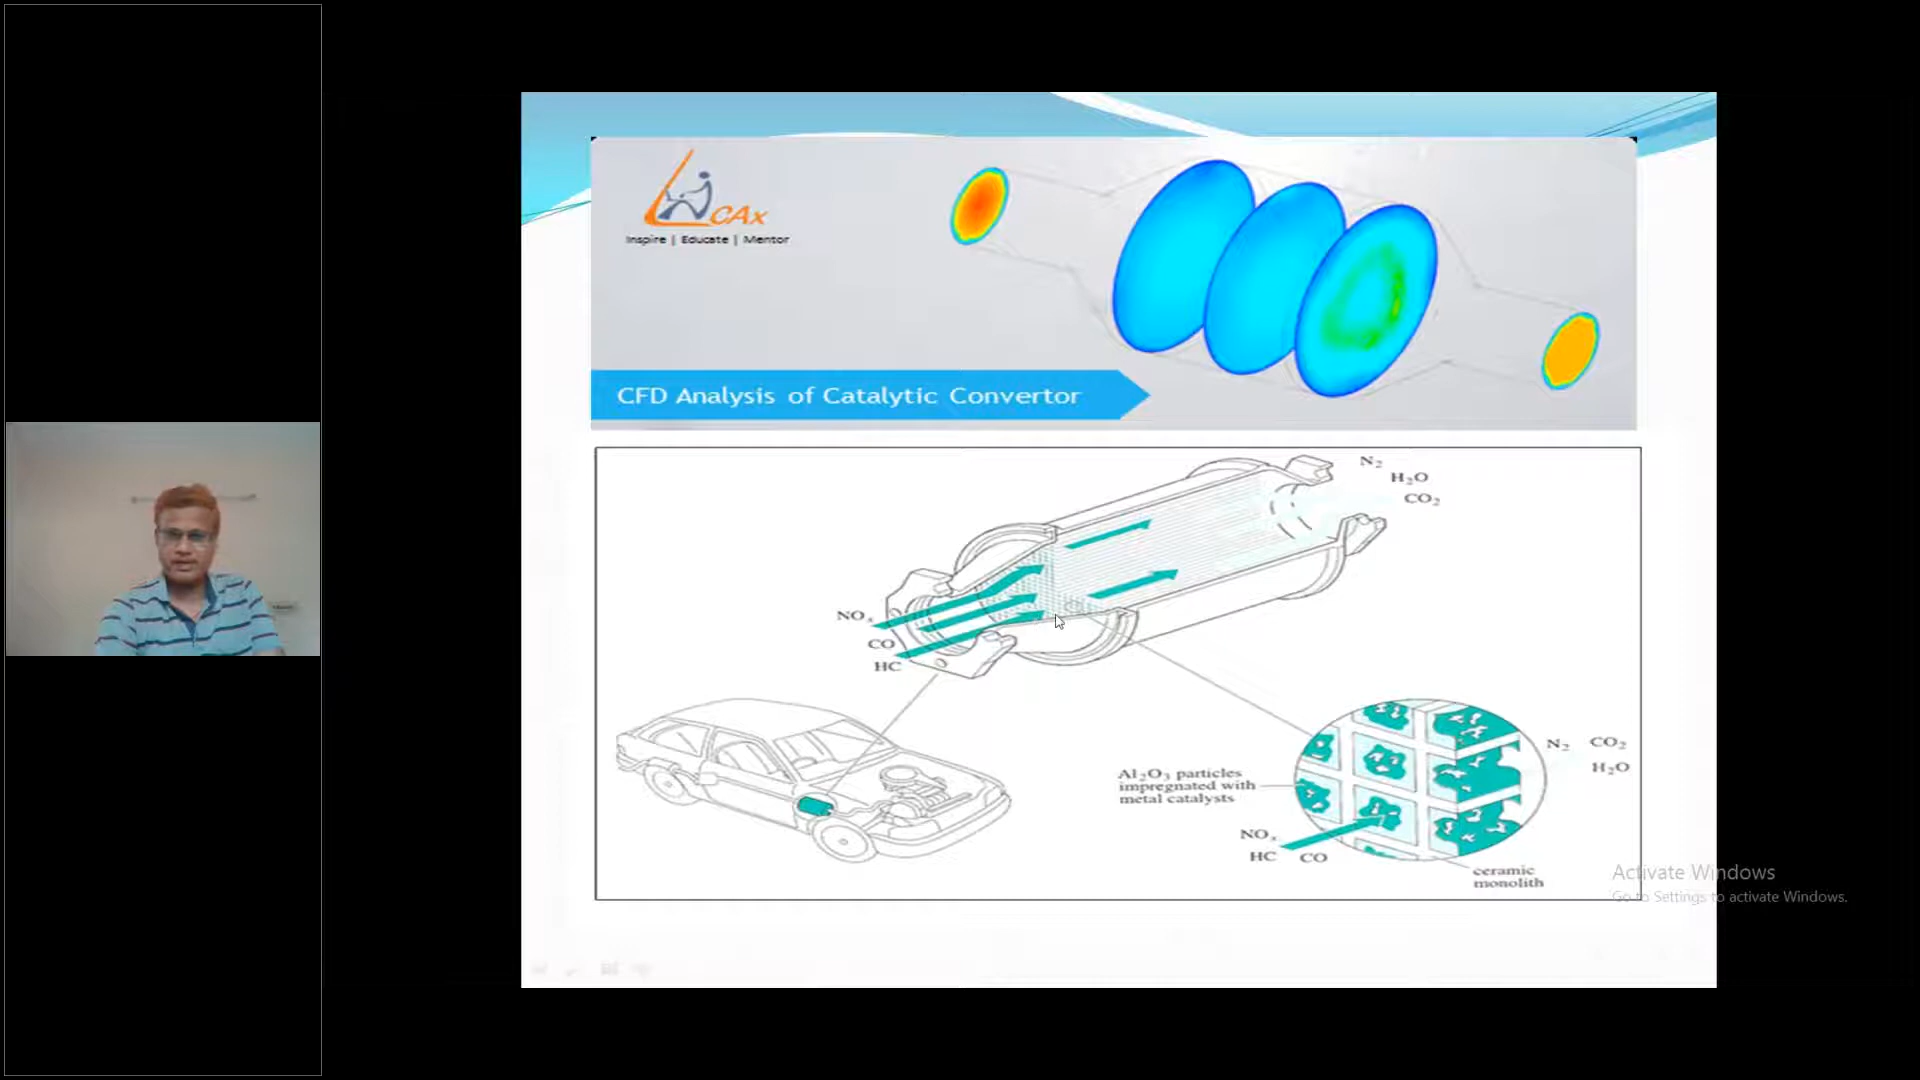 CAx
Inspire | Educate | Mentor
CFD Analysis of Catalytic Convertor
N2
H2O
CO2
NOx
CO
HC
Al2O3 particles
impregnated with
metal catalysts
N2 CO2
H2O
NOx
HC CO
ceramic
monolith
Activate Windows
Go to Settings to activate Windows.